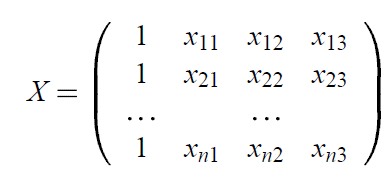 1 x11 x12 x13
1 x21 x22 x23
X =
... ...
1 xn1 xn2 xn3